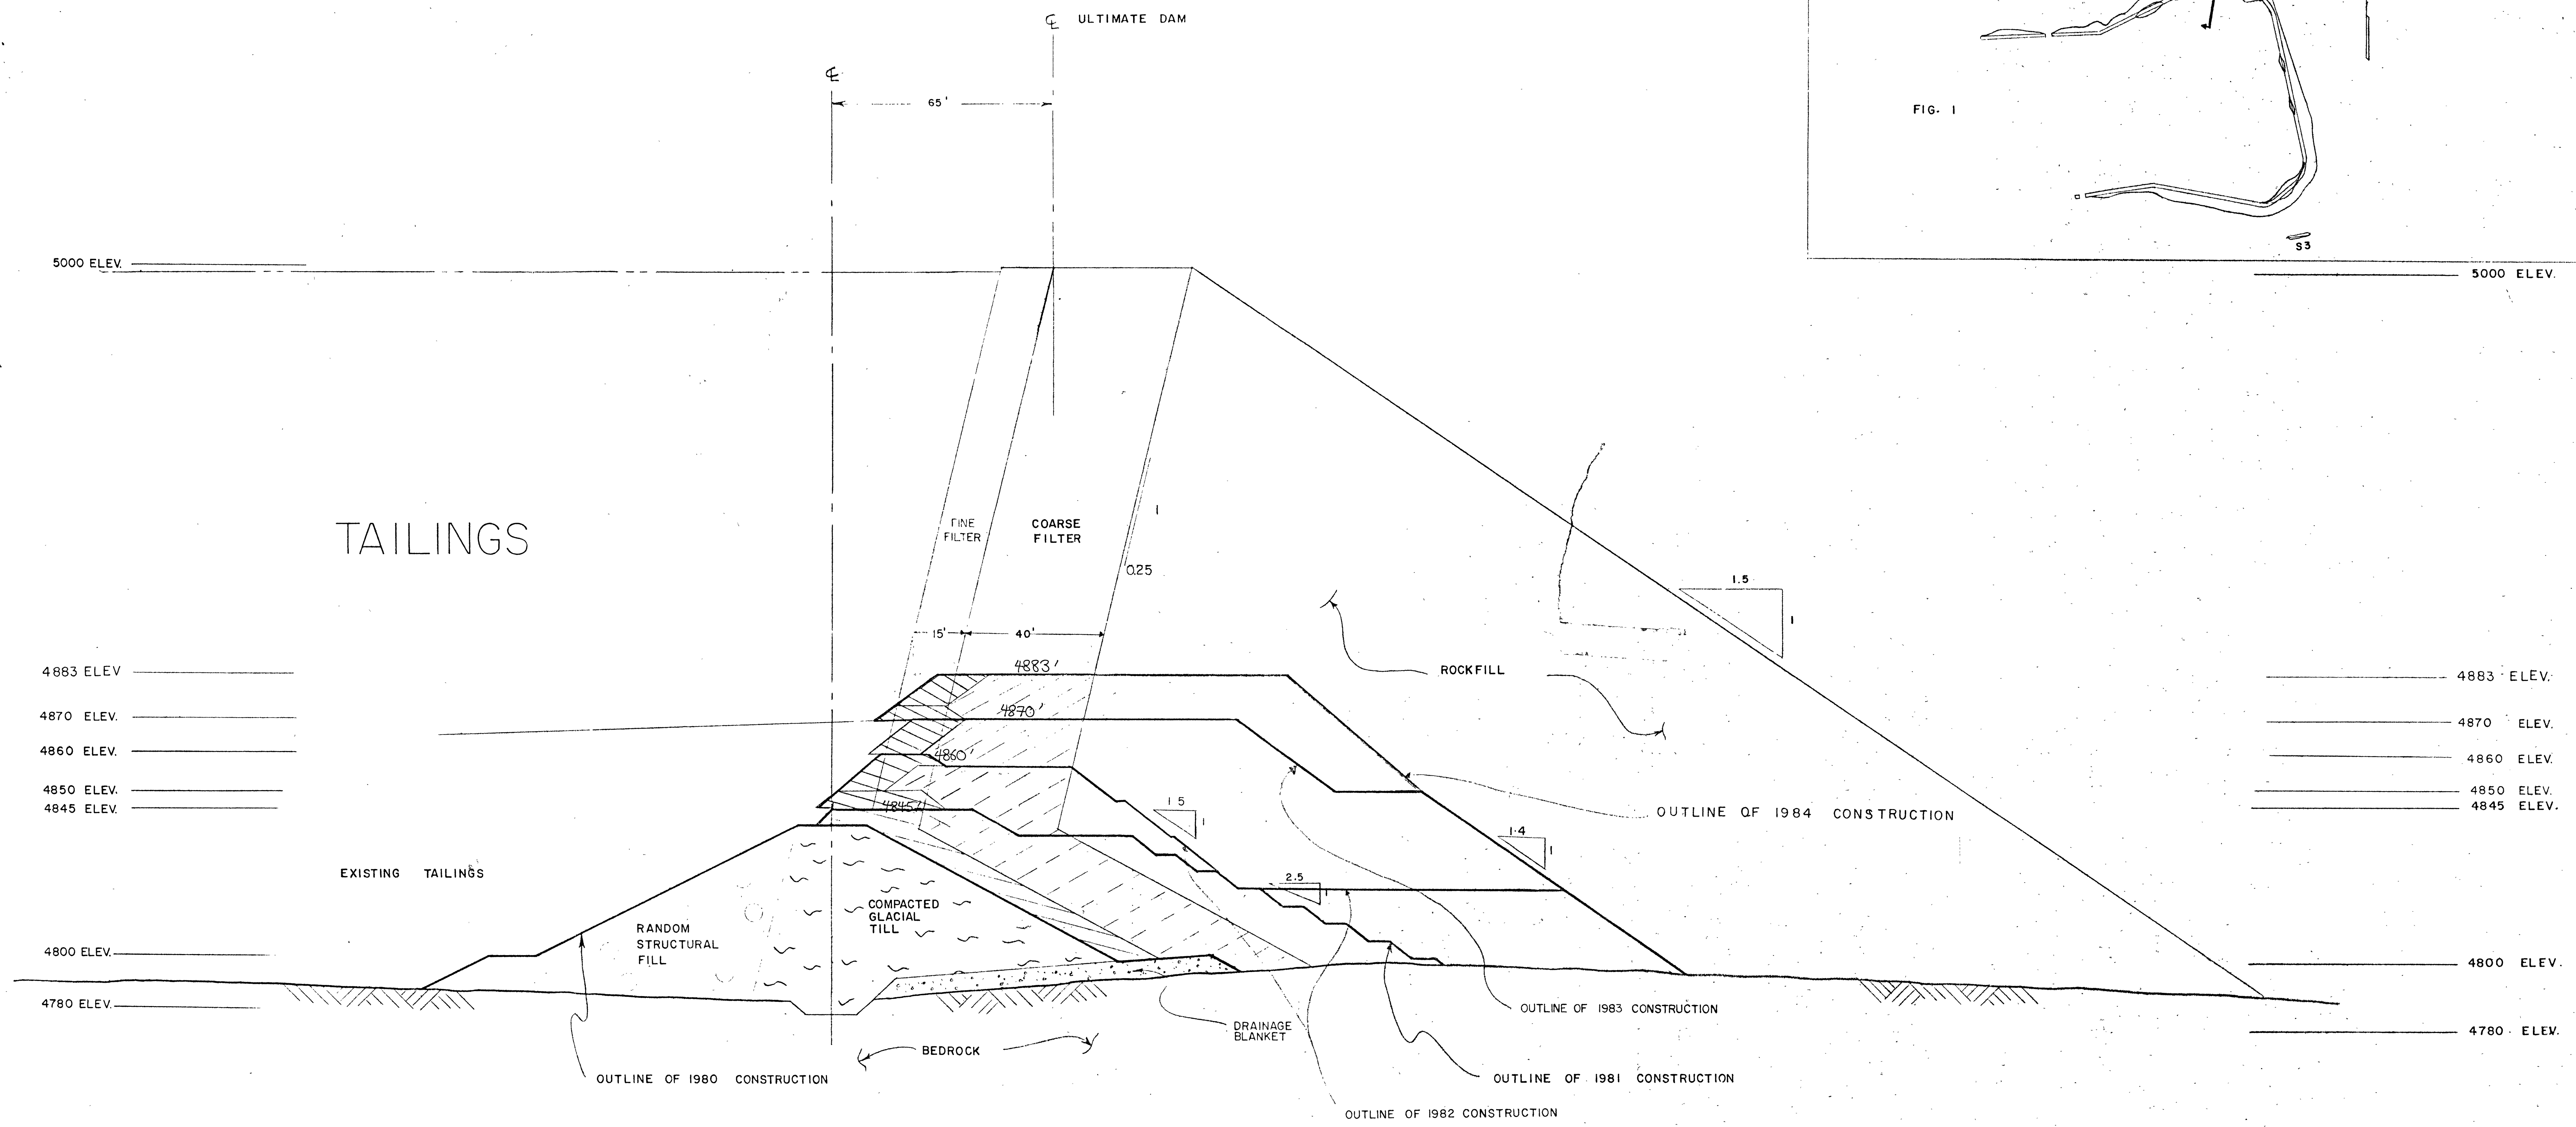 ℄ ULTIMATE DAM
℄
65'
FIG. 1
S3
5000 ELEV.
5000 ELEV.
TAILINGS
FINE
FILTER
COARSE
FILTER
1
0.25
1.5
1
15'
40'
4883 ELEV
4883'
ROCKFILL
4883 ELEV.
4870 ELEV.
4870'
4870 ELEV.
4860 ELEV.
4860'
4860 ELEV.
4850 ELEV.
4850 ELEV.
4845 ELEV.
4845'
4845 ELEV.
1.5
1
OUTLINE OF 1984 CONSTRUCTION
1.4
1
EXISTING TAILINGS
2.5
1
COMPACTED
GLACIAL
TILL
RANDOM
STRUCTURAL
FILL
4800 ELEV.
4800 ELEV.
4780 ELEV.
4780 ELEV.
OUTLINE OF 1983 CONSTRUCTION
DRAINAGE
BLANKET
BEDROCK
OUTLINE OF 1980 CONSTRUCTION
OUTLINE OF 1981 CONSTRUCTION
OUTLINE OF 1982 CONSTRUCTION